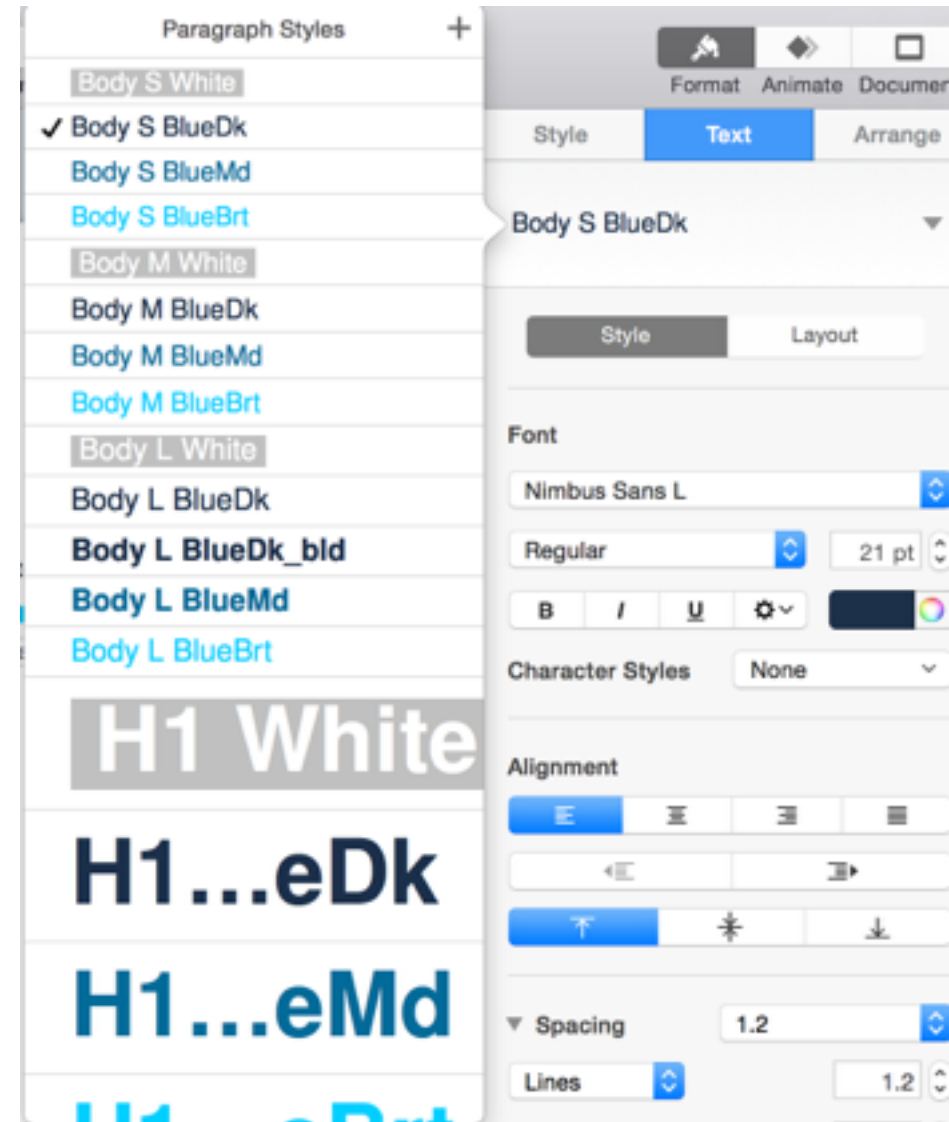 Paragraph Styles +
Body S White
✓ Body S BlueDk
Body S BlueMd
Body S BlueBrt
Body M White
Body M BlueDk
Body M BlueMd
Body M BlueBrt
Body L White
Body L BlueDk
Body L BlueDk_bld
Body L BlueMd
Body L BlueBrt
H1 White
H1...eDk
H1...eMd
H1...eBrt
Format Animate Documen
Style Text Arrange
Body S BlueDk
Style Layout
Font
Nimbus Sans L
Regular 21 pt
B I U
Character Styles None
Alignment
Spacing 1.2
Lines 1.2